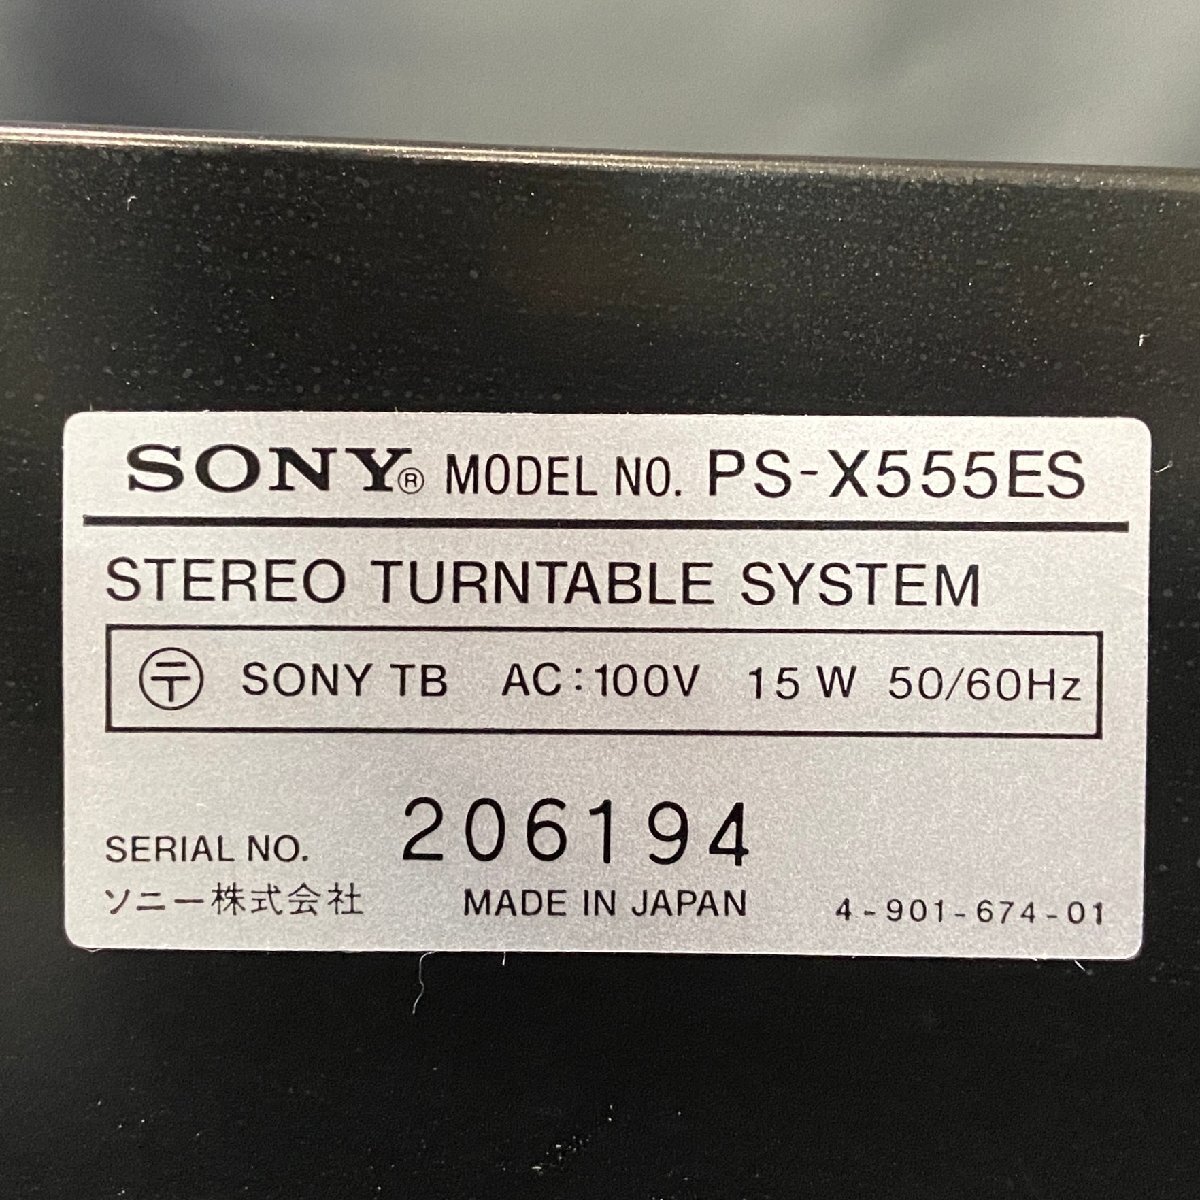 SONY® MODEL NO. PS-X555ES
STEREO TURNTABLE SYSTEM
〶 SONY TB AC:100V 15W 50/60Hz
SERIAL NO. 206194
ソニー株式会社 MADE IN JAPAN 4-901-674-01